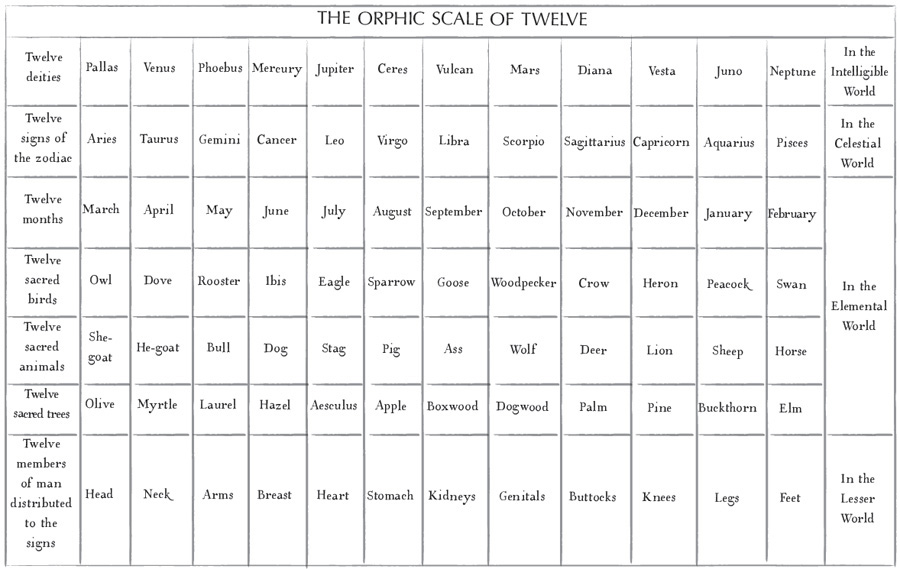 THE ORPHIC SCALE OF TWELVE
Twelve deities Pallas Venus Phoebus Mercury Jupiter Ceres Vulcan Mars Diana Vesta Juno Neptune In the Intelligible World
Twelve signs of the zodiac Aries Taurus Gemini Cancer Leo Virgo Libra Scorpio Sagittarius Capricorn Aquarius Pisces In the Celestial World
Twelve months March April May June July August September October November December January February
Twelve sacred birds Owl Dove Rooster Ibis Eagle Sparrow Goose Woodpecker Crow Heron Peacock Swan In the Elemental World
Twelve sacred animals She-goat He-goat Bull Dog Stag Pig Ass Wolf Deer Lion Sheep Horse
Twelve sacred trees Olive Myrtle Laurel Hazel Aesculus Apple Boxwood Dogwood Palm Pine Buckthorn Elm
Twelve members of man distributed to the signs Head Neck Arms Breast Heart Stomach Kidneys Genitals Buttocks Knees Legs Feet In the Lesser World